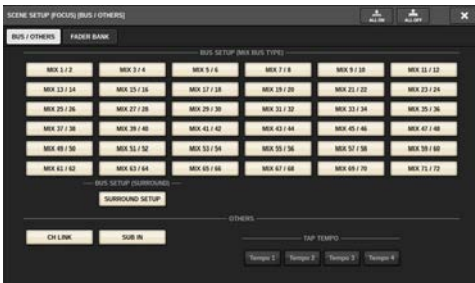 SCENE SETUP (FOCUS) [BUS / OTHERS]
ALL ON ALL OFF
BUS / OTHERS FADER BANK
BUS SETUP (MIX BUS TYPE)
MIX 1 / 2 MIX 3 / 4 MIX 5 / 6 MIX 7 / 8 MIX 9 / 10 MIX 11 / 12
MIX 13 / 14 MIX 15 / 16 MIX 17 / 18 MIX 19 / 20 MIX 21 / 22 MIX 23 / 24
MIX 25 / 26 MIX 27 / 28 MIX 29 / 30 MIX 31 / 32 MIX 33 / 34 MIX 35 / 36
MIX 37 / 38 MIX 39 / 40 MIX 41 / 42 MIX 43 / 44 MIX 45 / 46 MIX 47 / 48
MIX 49 / 50 MIX 51 / 52 MIX 53 / 54 MIX 55 / 56 MIX 57 / 58 MIX 59 / 60
MIX 61 / 62 MIX 63 / 64 MIX 65 / 66 MIX 67 / 68 MIX 69 / 70 MIX 71 / 72
BUS SETUP (SURROUND)
SURROUND SETUP
OTHERS
CH LINK SUB IN
TAP TEMPO
Tempo 1 Tempo 2 Tempo 3 Tempo 4